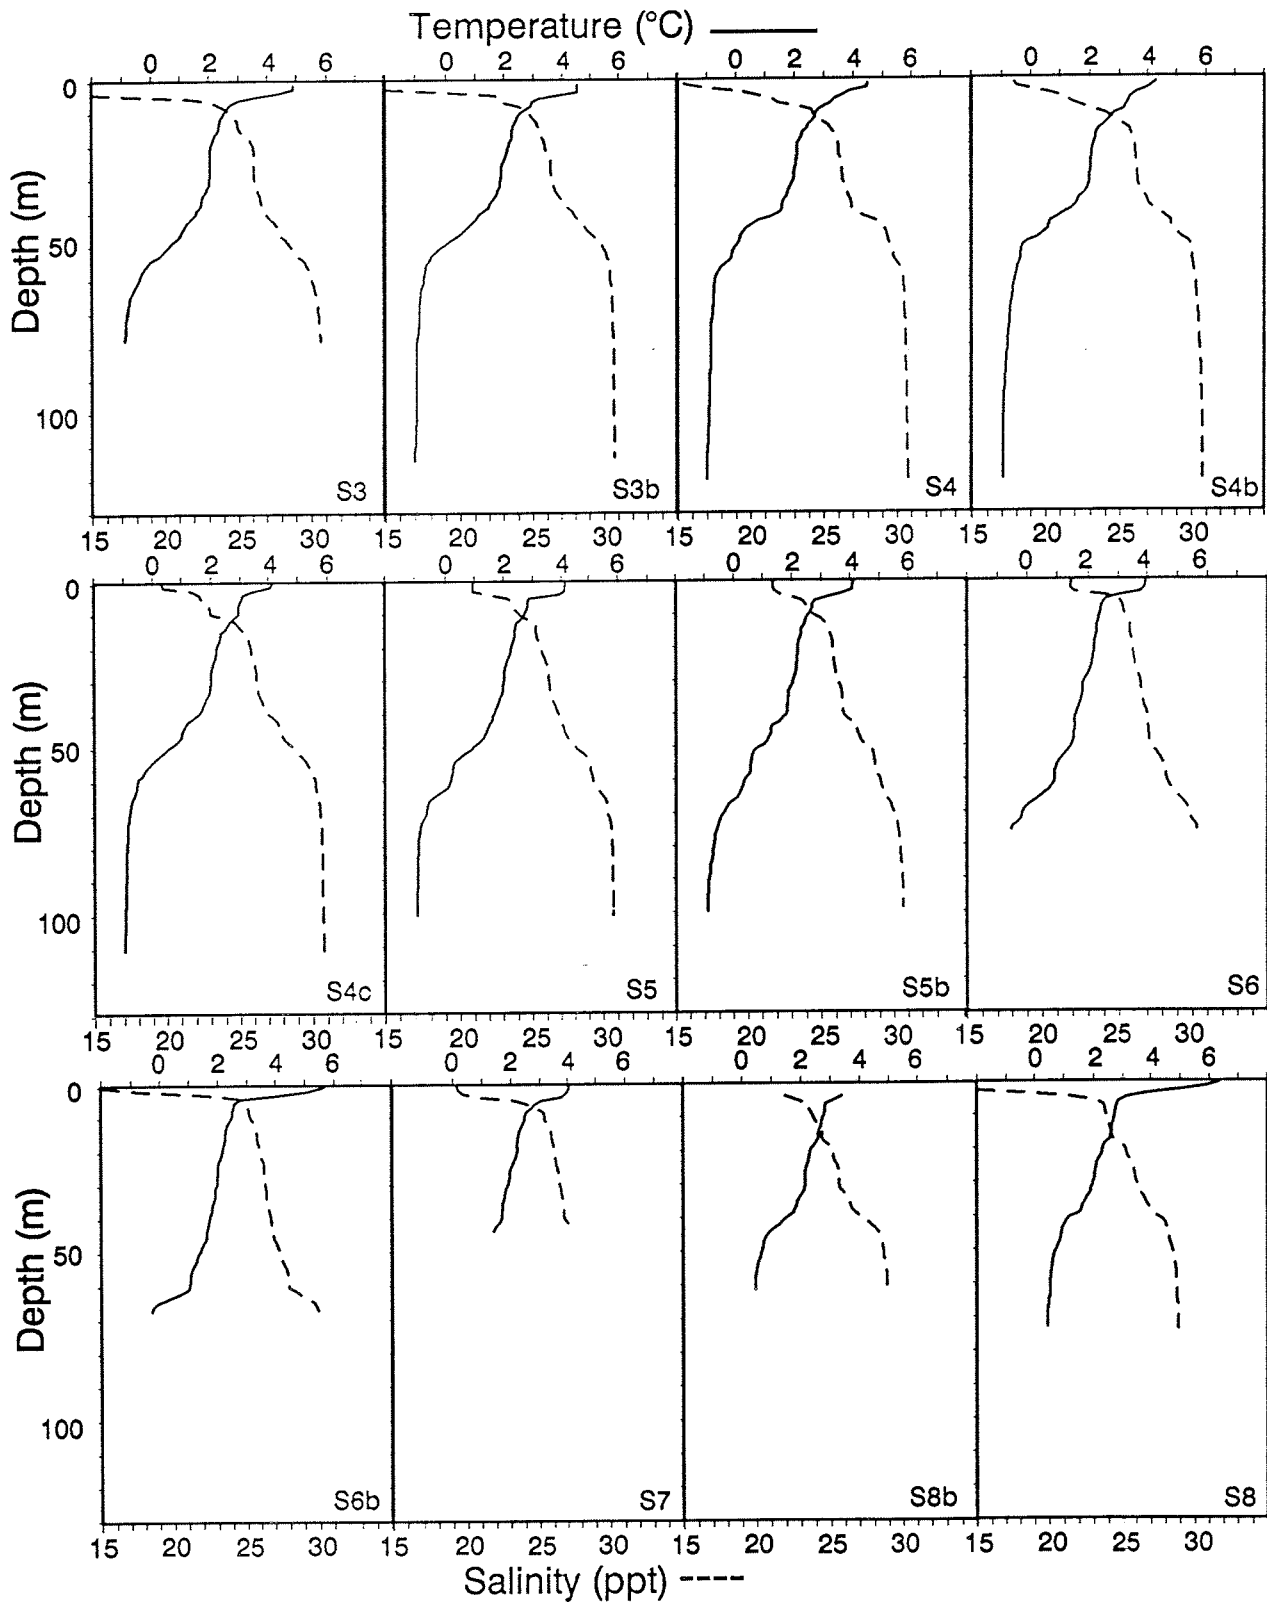 Temperature (°C)
0 2 4 6 0 2 4 6 0 2 4 6 0 2 4 6
0
Depth (m)
50
100
S3 S3b S4 S4b
15 20 25 30 20 25 30 15 20 25 30 20 25 30
0 2 4 6 0 2 4 6 0 2 4 6 0 2 4 6
0
Depth (m)
50
100
S4c S5 S5b S6
15 20 25 30 15 20 25 30 15 20 25 30 15 20 25 30
0 2 4 6 0 2 4 6 0 2 4 6 0 2 4 6
0
Depth (m)
50
100
S6b S7 S8b S8
15 20 25 30 15 20 25 30 15 20 25 30 15 20 25 30
Salinity (ppt)